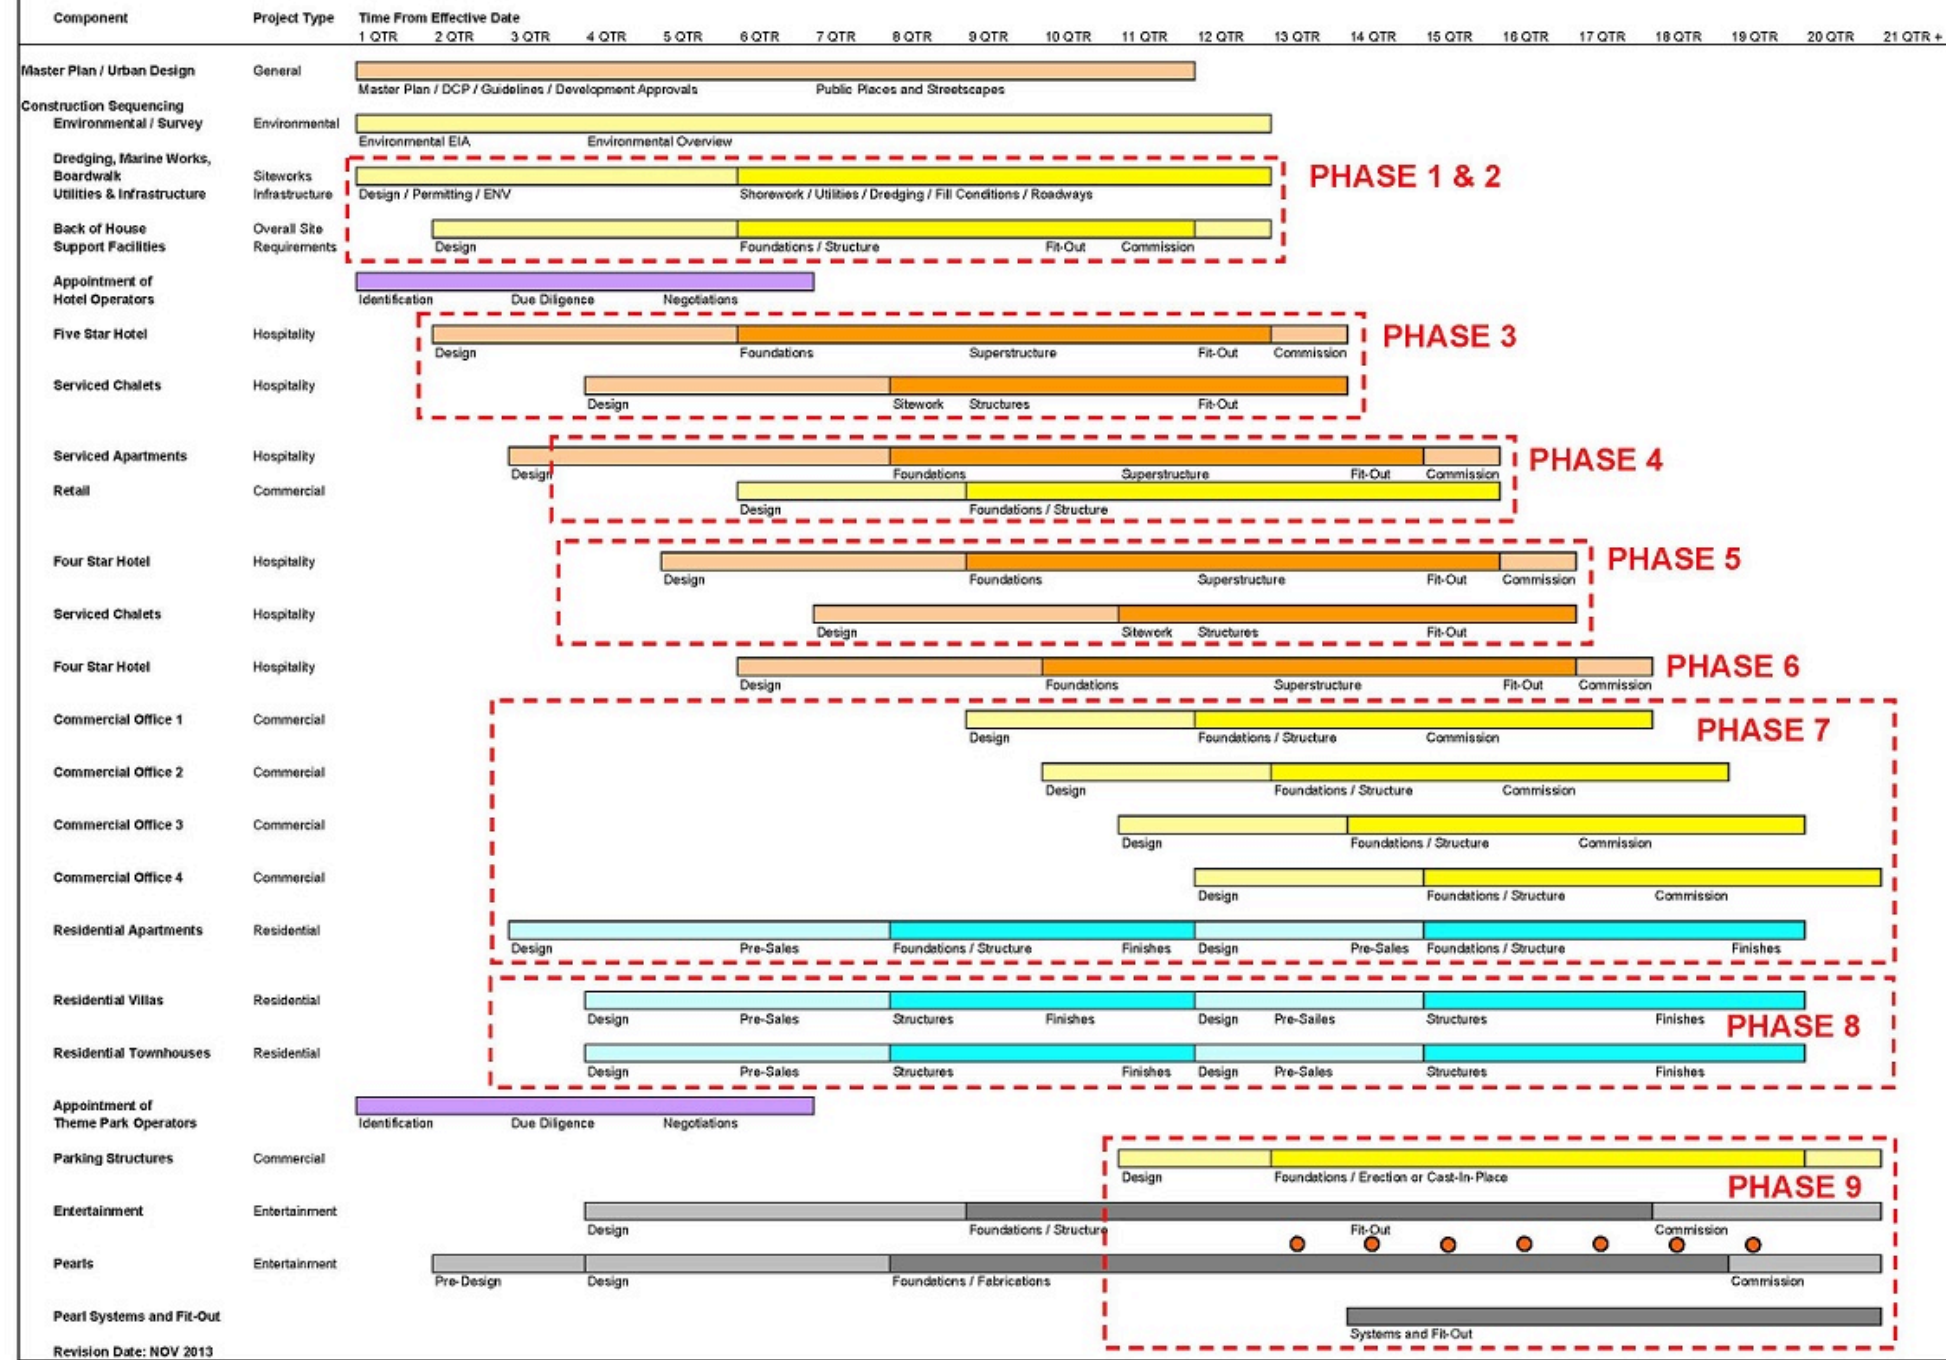 Component Project Type Time From Effective Date
1 QTR 2 QTR 3 QTR 4 QTR 5 QTR 6 QTR 7 QTR 8 QTR 9 QTR 10 QTR 11 QTR 12 QTR 13 QTR 14 QTR 15 QTR 16 QTR 17 QTR 18 QTR 19 QTR 20 QTR 21 QTR +
Master Plan / Urban Design General
Master Plan / DCP / Guidelines / Development Approvals Public Places and Streetscapes
Construction Sequencing
Environmental / Survey Environmental
Environmental EIA Environmental Overview
Dredging, Marine Works,
Boardwalk Siteworks PHASE 1 & 2
Utilities & Infrastructure Infrastructure Design / Permitting / ENV Shorework / Utilities / Dredging / Fill Conditions / Roadways
Back of House Overall Site
Support Facilities Requirements Design Foundations / Structure Fit-Out Commission
Appointment of
Hotel Operators Identification Due Diligence Negotiations
Five Star Hotel Hospitality PHASE 3
Design Foundations Superstructure Fit-Out Commission
Serviced Chalets Hospitality
Design Sitework Structures Fit-Out
Serviced Apartments Hospitality PHASE 4
Design Foundations Superstructure Fit-Out Commission
Retail Commercial
Design Foundations / Structure
Four Star Hotel Hospitality PHASE 5
Design Foundations Superstructure Fit-Out Commission
Serviced Chalets Hospitality
Design Sitework Structures Fit-Out
Four Star Hotel Hospitality PHASE 6
Design Foundations Superstructure Fit-Out Commission
Commercial Office 1 Commercial PHASE 7
Design Foundations / Structure Commission
Commercial Office 2 Commercial
Design Foundations / Structure Commission
Commercial Office 3 Commercial
Design Foundations / Structure Commission
Commercial Office 4 Commercial
Design Foundations / Structure Commission
Residential Apartments Residential
Design Pre-Sales Foundations / Structure Finishes Design Pre-Sales Foundations / Structure Finishes
Residential Villas Residential
Design Pre-Sales Structures Finishes Design Pre-Sailes Structures Finishes PHASE 8
Residential Townhouses Residential
Design Pre-Sales Structures Finishes Design Pre-Sales Structures Finishes
Appointment of
Theme Park Operators Identification Due Diligence Negotiations
Parking Structures Commercial
Design Foundations / Erection or Cast-In-Place PHASE 9
Entertainment Entertainment
Design Foundations / Structure Fit-Out Commission
Pearls Entertainment
Pre-Design Design Foundations / Fabrications Commission
Pearl Systems and Fit-Out
Systems and Fit-Out
Revision Date: NOV 2013